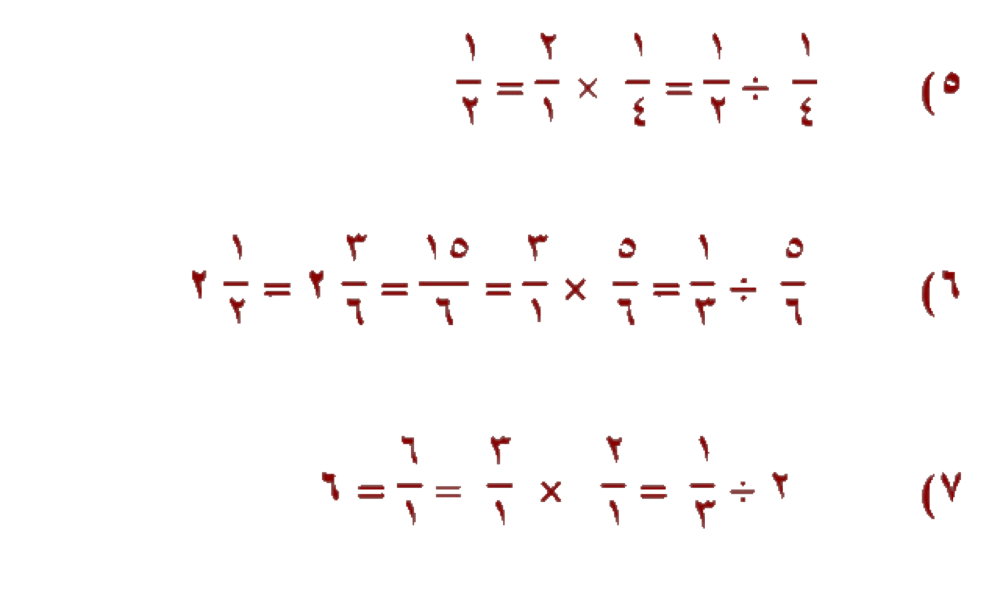 ٥) ١/٤ ÷ ١/٢ = ١/٤ × ٢/١ = ١/٢
٦) ٥/٦ ÷ ١/٣ = ٥/٦ × ٣/١ = ١٥/٦ = ٣/٦ ٢ = ١/٢ ٢
٧) ٢ ÷ ١/٣ = ٢/١ × ٣/١ = ٦/١ = ٦